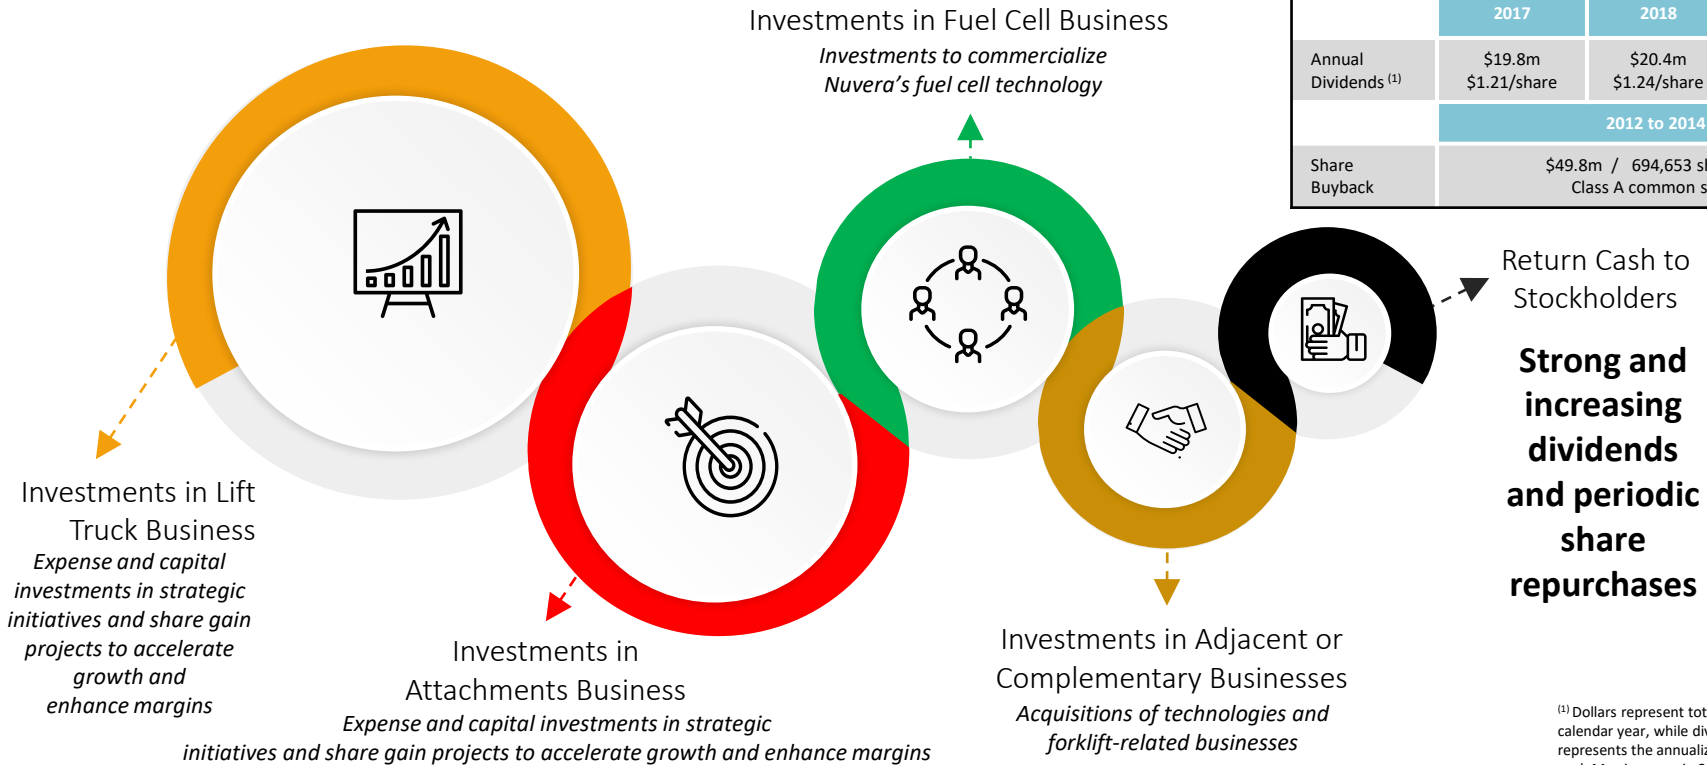 Investments in Fuel Cell Business
Investments to commercialize
Nuvera's fuel cell technology
2017 2018
Annual
Dividends (1)
$19.8m
$1.21/share
$20.4m
$1.24/share
2012 to 2014
Share
Buyback
$49.8m / 694,653
Class A common
Return Cash to
Stockholders
Strong and
increasing
dividends
and periodic
share
repurchases
Investments in Lift
Truck Business
Expense and capital
investments in strategic
initiatives and share gain
projects to accelerate
growth and
enhance margins
Investments in
Attachments Business
Expense and capital investments in strategic
initiatives and share gain projects to accelerate growth and enhance margins
Investments in Adjacent or
Complementary Businesses
Acquisitions of technologies and
forklift-related businesses
(1) Dollars represent
calendar year, while
represents the